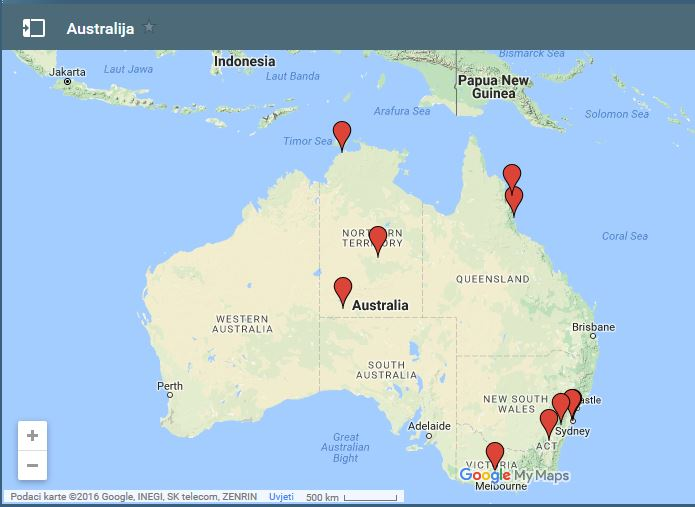 Australija
Bismarck Sea
Indonesia
Laut Jawa
Jakarta
Laut Banda
Papua New
Guinea
Arafura Sea
Solomon Sea
Timor Sea
NORTHERN
TERRITORY
Coral Sea
QUEENSLAND
Australia
WESTERN
AUSTRALIA
Brisbane
SOUTH
AUSTRALIA
Perth
NEW SOUTH
WALES
astle
Adelaide
Sydney
ACT
Great
Australian
Bight
VICTORIA
Google My Maps
Melbourne
+
−
Podaci karte ©2016 Google, INEGI, SK telecom, ZENRIN Uvjeti 500 km